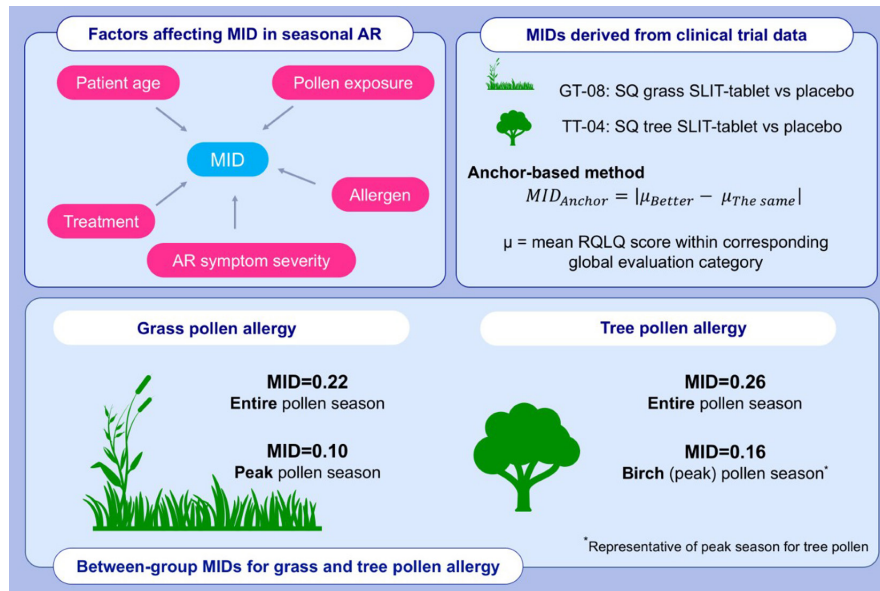 Factors affecting MID in seasonal AR
Patient age
Pollen exposure
MID
Treatment
Allergen
AR symptom severity
MIDs derived from clinical trial data
GT-08: SQ grass SLIT-tablet vs placebo
TT-04: SQ tree SLIT-tablet vs placebo
Anchor-based method
MID_Anchor = |μ_Better − μ_The same|
μ = mean RQLQ score within corresponding
global evaluation category
Grass pollen allergy
MID=0.22
Entire pollen season
MID=0.10
Peak pollen season
Tree pollen allergy
MID=0.26
Entire pollen season
MID=0.16
Birch (peak) pollen season*
*Representative of peak season for tree pollen
Between-group MIDs for grass and tree pollen allergy